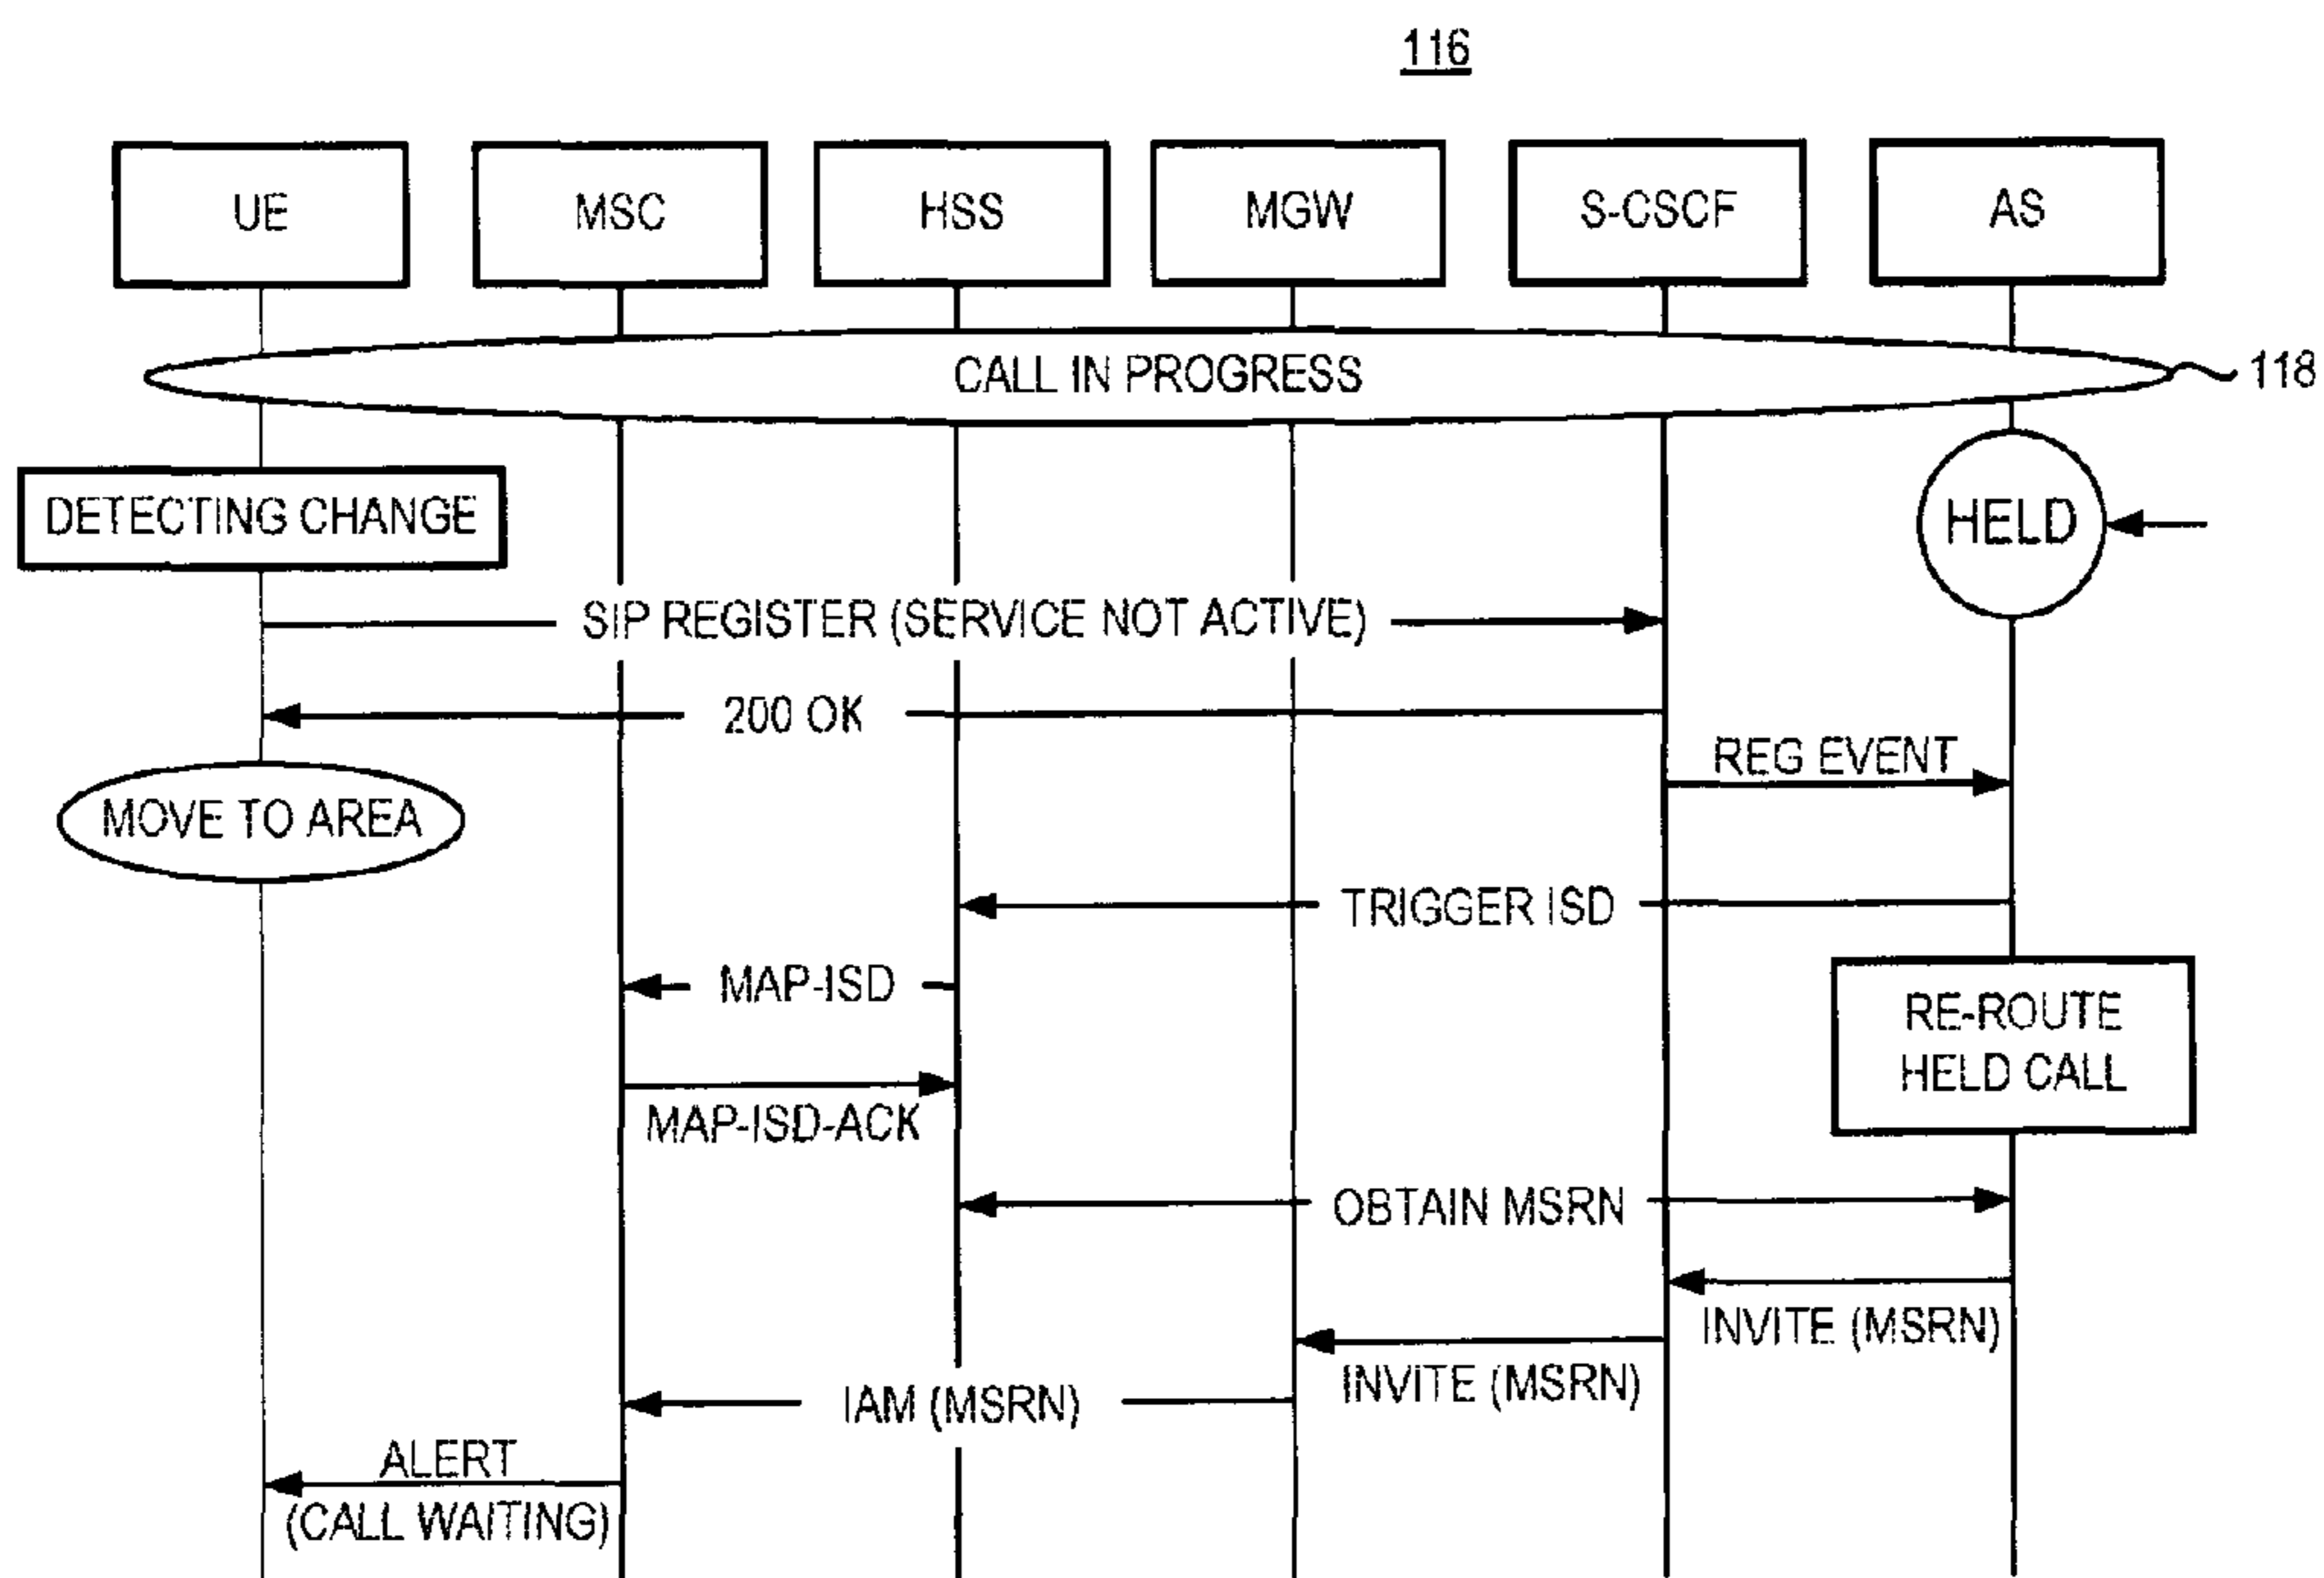 116
UE
MSC
HSS
MGW
S-CSCF
AS
CALL IN PROGRESS
118
DETECTING CHANGE
HELD
SIP REGISTER (SERVICE NOT ACTIVE)
200 OK
REG EVENT
MOVE TO AREA
TRIGGER ISD
MAP-ISD
RE-ROUTE
HELD CALL
MAP-ISD-ACK
OBTAIN MSRN
INVITE (MSRN)
INVITE (MSRN)
IAM (MSRN)
ALERT
(CALL WAITING)